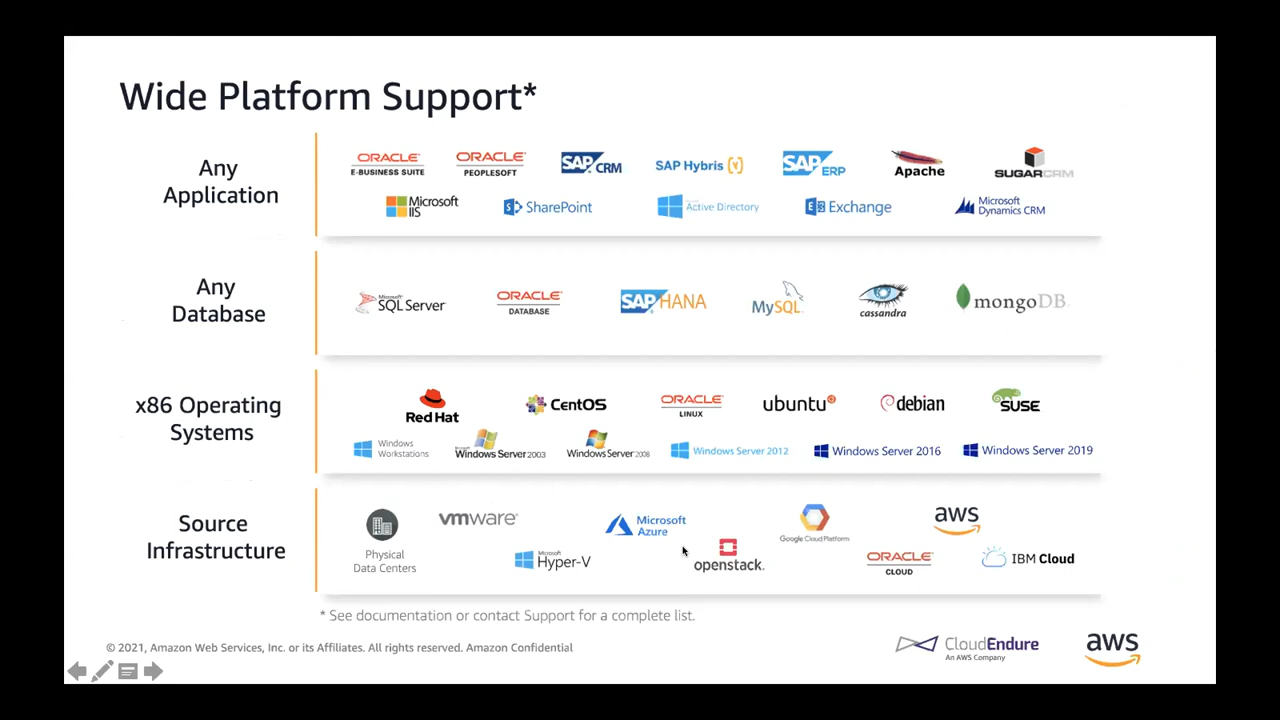 Wide Platform Support*
Any
Application
ORACLE
E-BUSINESS SUITE
ORACLE
PEOPLESOFT
SAP CRM
SAP Hybris (y)
SAP ERP
Apache
SUGARCRM
Microsoft
IIS
SharePoint
Active Directory
Exchange
Microsoft
Dynamics CRM
Any
Database
Microsoft
SQL Server
ORACLE
DATABASE
SAP HANA
MySQL
cassandra
mongoDB
x86 Operating
Systems
Red Hat
CentOS
ORACLE
LINUX
ubuntu
debian
SUSE
Windows
Workstations
Windows Server 2003
Windows Server 2008
Windows Server 2012
Windows Server 2016
Windows Server 2019
Source
Infrastructure
Physical
Data Centers
vmware
Microsoft
Hyper-V
Microsoft
Azure
openstack.
Google Cloud Platform
ORACLE
CLOUD
aws
IBM Cloud
* See documentation or contact Support for a complete list.
© 2021, Amazon Web Services, Inc. or its Affiliates. All rights reserved. Amazon Confidential
CloudEndure
An AWS Company
aws